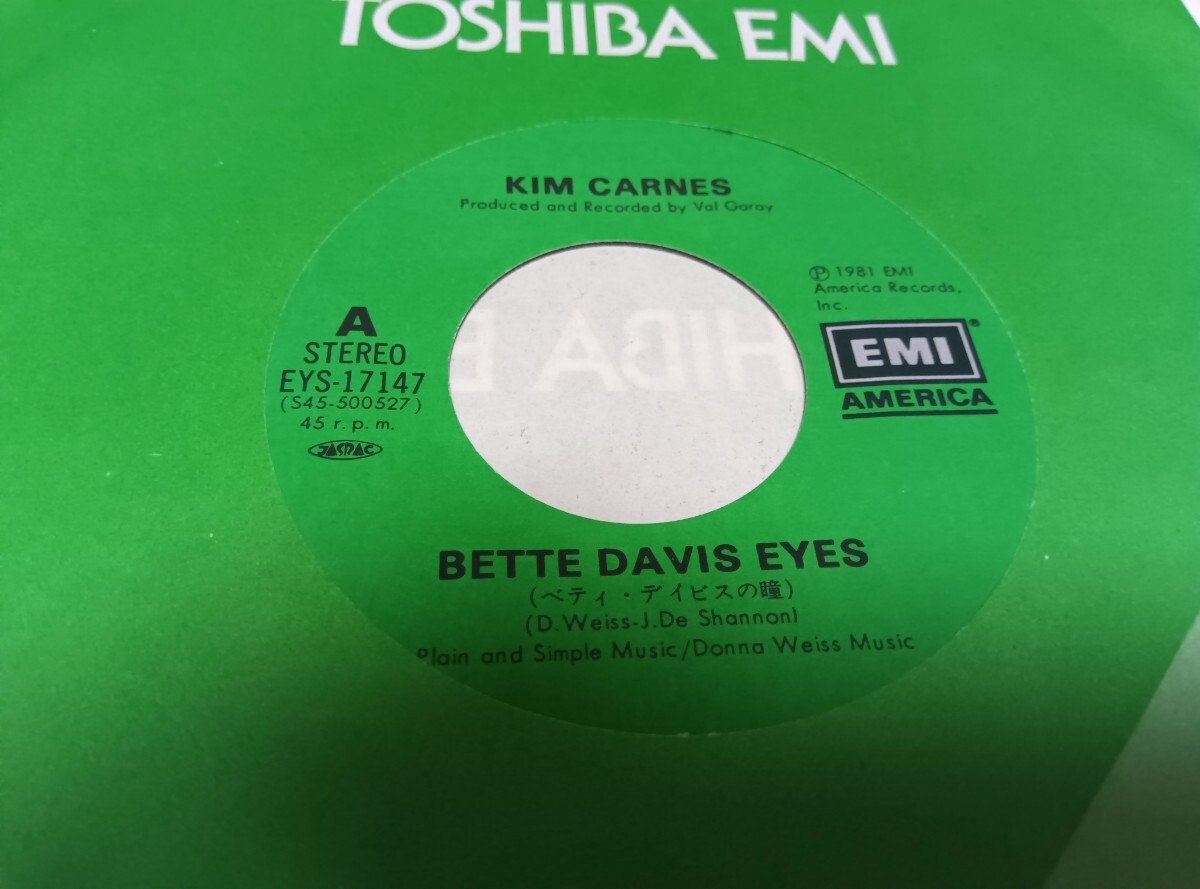 TOSHIBA EMI
KIM CARNES
Produced and Recorded by Val Garay
Ⓟ 1981 EMI
America Records,
Inc.
EMI®
AMERICA
A
STEREO
EYS-17147
(S45-500527)
45 r.p.m.
JASRAC
HIBA E
BETTE DAVIS EYES
(ベティ・デイビスの瞳)
(D.Weiss-J.De Shannon)
Plain and Simple Music/Donna Weiss Music